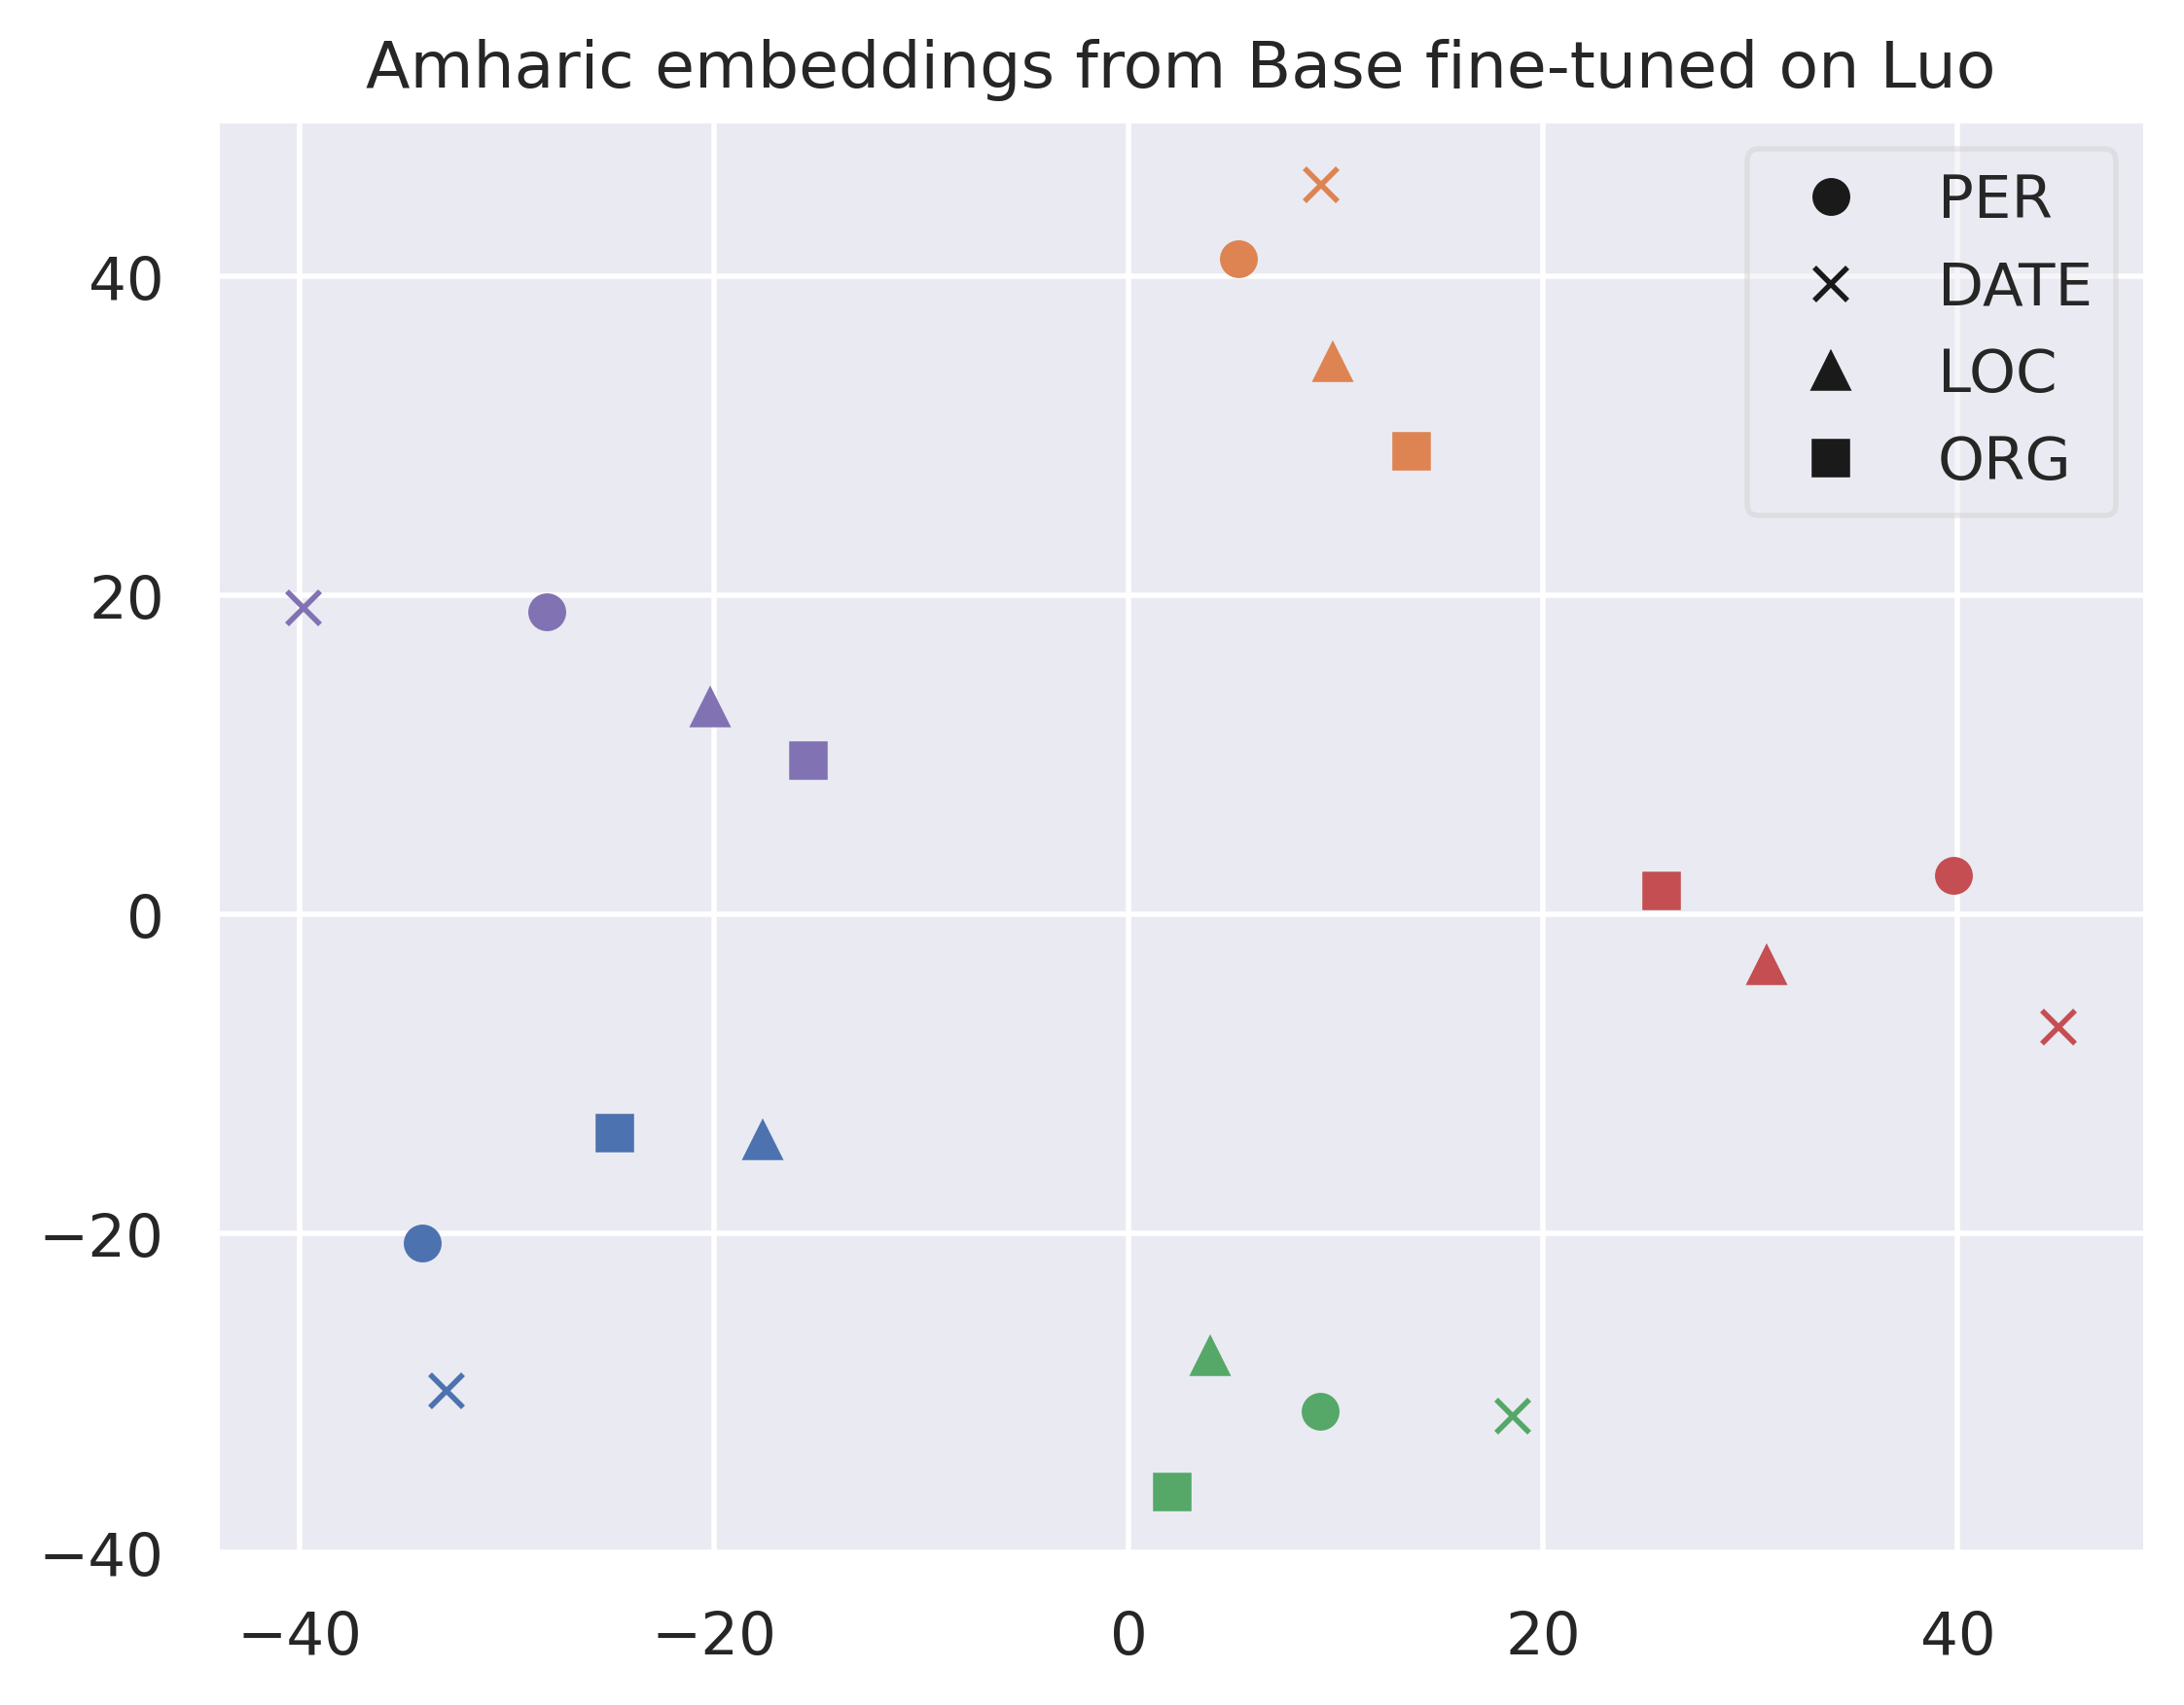 Amharic embeddings from Base fine-tuned on Luo
PER
DATE
LOC
ORG
40
20
0
−20
−40
−40 −20 0 20 40